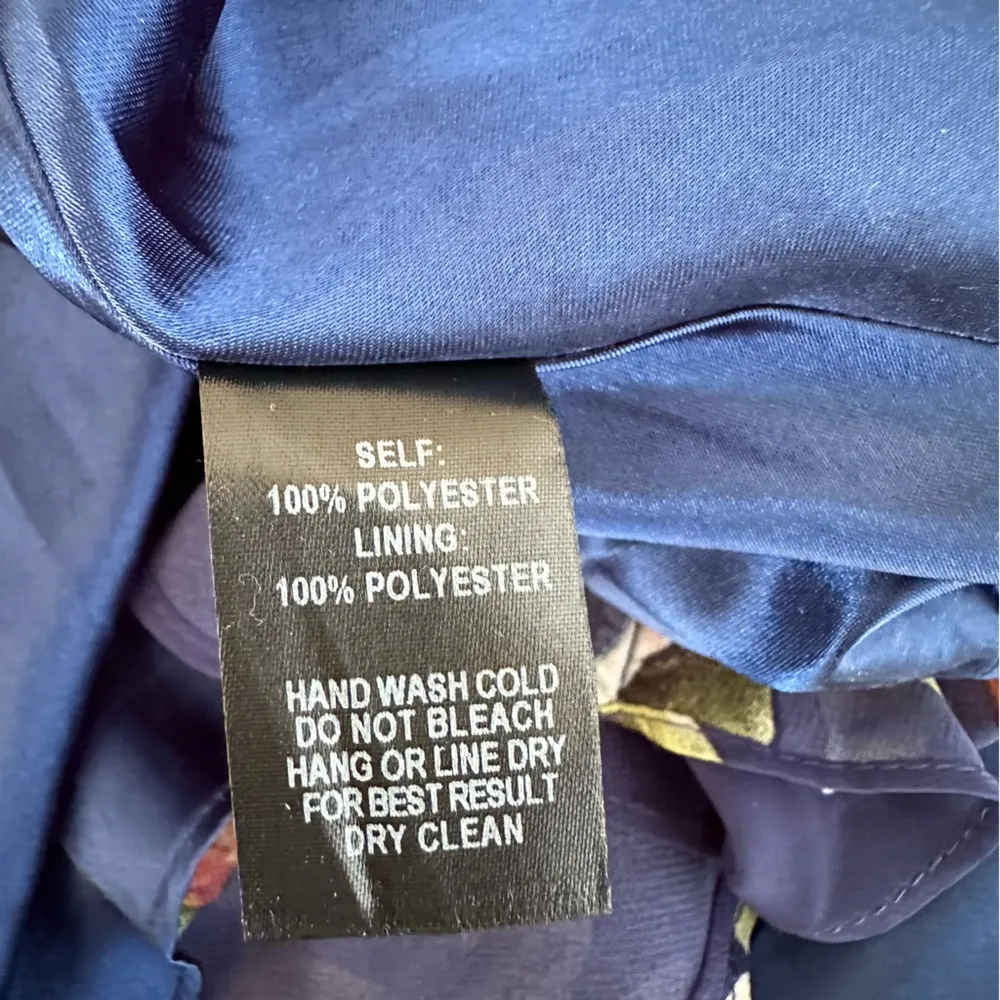 SELF:
100% POLYESTER
LINING:
100% POLYESTER
HAND WASH COLD
DO NOT BLEACH
HANG OR LINE DRY
FOR BEST RESULT
DRY CLEAN